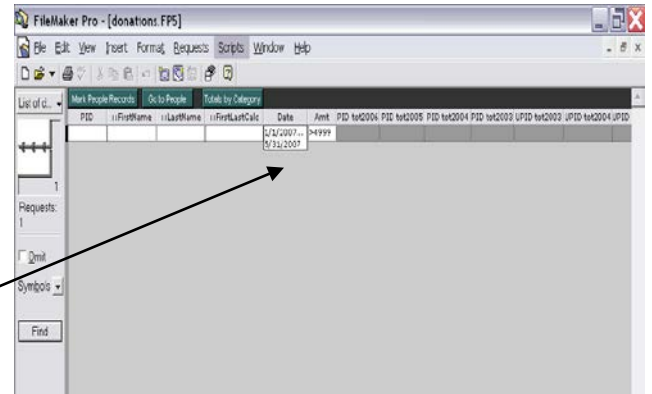 FileMaker Pro - [donations.FP5]
File Edit View Insert Format Requests Scripts Window Help
List of d...
Mark People Records Go to People Totals by Category
PID ::FirstName ::LastName ::FirstLastCalc Date Amt PID tot2006 PID tot2005 PID tot2004 PID tot2003 UPID tot2003 UPID tot2004 UPID
1/1/2007... >4999
5/31/2007
1
Requests:
1
Omit
Symbols
Find